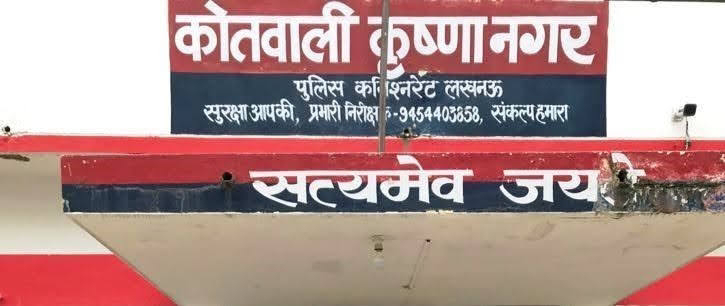 कोतवाली कृष्णा नगर
पुलिस कमिश्नरेट लखनऊ
सुरक्षा आपकी, प्रभारी निरीक्षक-9454403858, संकल्प हमारा
सत्यमेव जयते